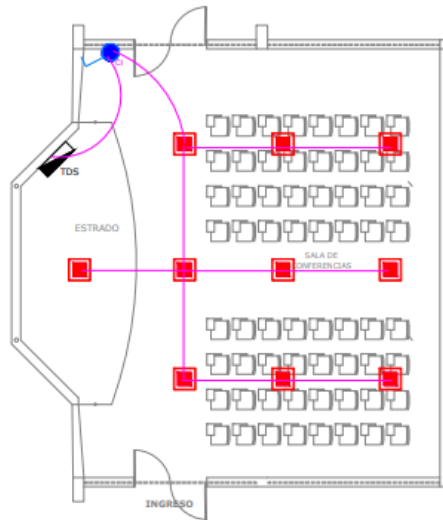 TDS
ESTRADO
SALA DE
CONFERENCIAS
INGRESO